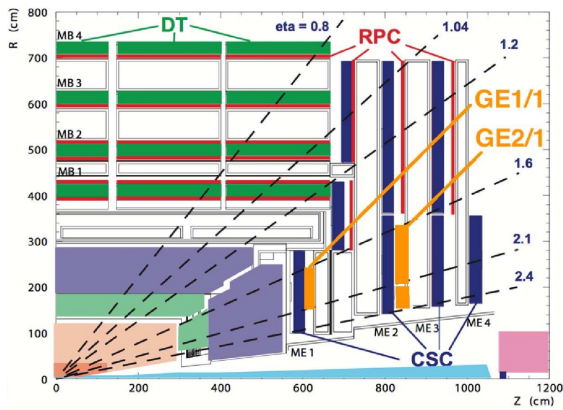 R (cm)
800
700
600
500
400
300
200
100
0
MB 4
MB 3
MB 2
MB 1
DT
eta = 0.8
1.04
RPC
1.2
GE1/1
GE2/1
1.6
2.1
2.4
ME 1
ME 2
ME 3
ME 4
CSC
0
200
400
600
800
1000
1200
Z (cm)